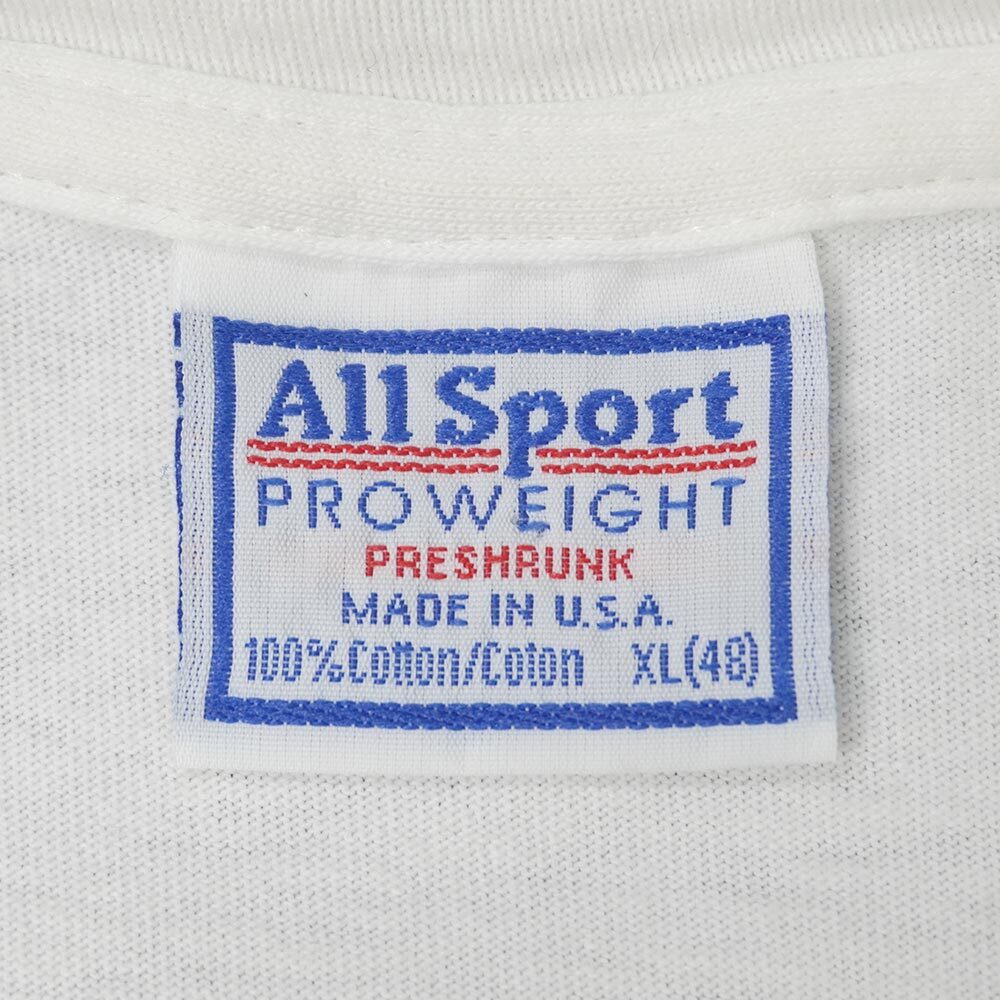 All Sport
PROWEIGHT
PRESHRUNK
MADE IN U.S.A.
100%Cotton/Coton XL(48)